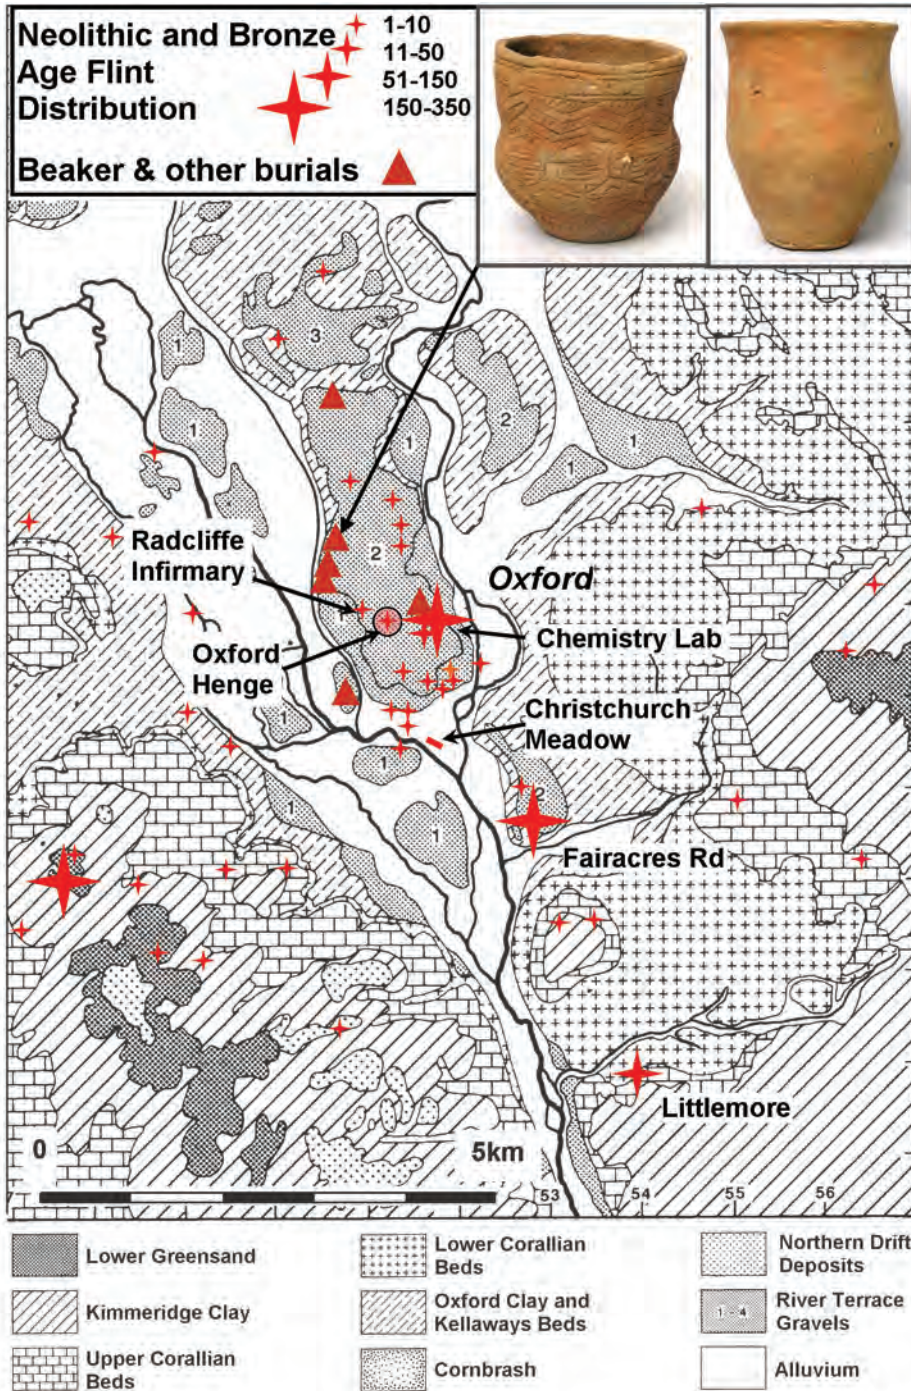 Neolithic and Bronze
Age Flint
Distribution
1-10
11-50
51-150
150-350
Beaker & other burials
3
1
2
1
1
1
1
1
2
Radcliffe
Infirmary
Oxford
Oxford
Henge
Chemistry Lab
1
Christchurch
Meadow
1
2
1
1
Fairacres Rd
Littlemore
0
5km
53
54
55
56
Lower Greensand
Lower Corallian
Beds
Northern Drift
Deposits
Kimmeridge Clay
Oxford Clay and
Kellaways Beds
1 - 4
River Terrace
Gravels
Upper Corallian
Beds
Cornbrash
Alluvium